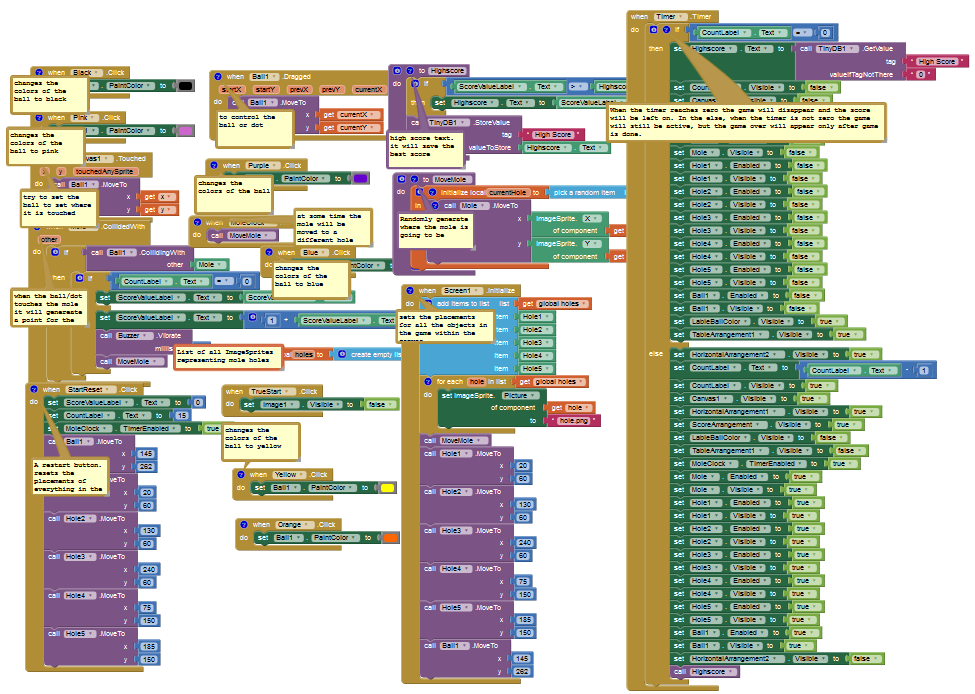 when Black .Click
. PaintColor to
changes the
colors of the
ball to black
when Pink .Click
. PaintColor to
changes the
colors of the
ball to pink
.Touched
x y touchedAnySprite
do call Ball1 .MoveTo
x get x
y get y
try to set the
ball to set where
it is touched
.CollidedWith
other
do if call Ball1 .CollidingWith
other Mole
then if CountLabel . Text = 0
set ScoreValueLabel . Text to
set ScoreValueLabel . Text to 1 + ScoreValueLabel . Text
call Buzzer .Vibrate
call MoveMole
when the ball/dot
touches the mole
it will generate
a point for the
List of all ImageSprites
representing mole holes
holes to create empty list
when StartReset .Click
do set ScoreValueLabel . Text to 0
set CountLabel . Text to 15
set MoleClock . TimerEnabled to true
call Ball1 .MoveTo
x 145
y 262
A restart button.
resets the
placements of
everything in the
.MoveTo
x 20
y 60
call Hole2 .MoveTo
x 130
y 60
call Hole3 .MoveTo
x 240
y 60
call Hole4 .MoveTo
x 75
y 150
call Hole5 .MoveTo
x 185
y 150
when Ball1 .Dragged
startX startY prevX prevY currentX
do call Ball1 .MoveTo
x get currentX
y get currentY
to control the
ball or dot
when Purple .Click
PaintColor to
changes the
colors of the ball
when MoleClock
do call MoveMole
at some time the
mole will be
moved to a
different hole
when Blue .Click
changes the
colors of the
ball to blue
when TrueStart .Click
do set Image1 . Visible to false
changes the
colors of the
ball to yellow
when Yellow .Click
do set Ball1 . PaintColor to
when Orange .Click
do set Ball1 . PaintColor to
to Highscore
do if ScoreValueLabel . Text > Highscore
then set Highscore . Text to ScoreValueLabel
call TinyDB1 .StoreValue
tag " High Score "
valueToStore Highscore . Text
high score text.
it will save the
best score
to MoveMole
do initialize local currentHole to pick a random item
in call Mole .MoveTo
x ImageSprite. X
of component get
y ImageSprite. Y
of component get
Randomly generate
where the mole is
going to be
when Screen1 .Initialize
do add items to list list get global holes
item Hole1
item Hole2
item Hole3
item Hole4
item Hole5
sets the placements
for all the objects in
the game within the
for each hole in list get global holes
do set ImageSprite. Picture
of component get hole
to " hole.png "
call MoveMole
call Hole1 .MoveTo
x 20
y 60
call Hole2 .MoveTo
x 130
y 60
call Hole3 .MoveTo
x 240
y 60
call Hole4 .MoveTo
x 75
y 150
call Hole5 .MoveTo
x 185
y 150
call Ball1 .MoveTo
x 145
y 262
when Timer .Timer
do if CountLabel . Text = 0
then set Highscore . Text to call TinyDB1 .GetValue
tag " High Score "
valueIfTagNotThere " 0 "
. Visible to false
When the timer reaches zero the game will disapper and the score
will be left on. In the else, when the timer is not zero the game
will still be active, but the game over will appear only after game
is done.
set Mole . Visible to false
set Hole1 . Enabled to false
set Hole1 . Visible to false
set Hole2 . Enabled to false
set Hole2 . Visible to false
set Hole3 . Enabled to false
set Hole3 . Visible to false
set Hole4 . Enabled to false
set Hole4 . Visible to false
set Hole5 . Enabled to false
set Hole5 . Visible to false
set Ball1 . Enabled to false
set Ball1 . Visible to false
set LableBallColor . Visible to true
set TableArrangement1 . Visible to true
else set HorizontalArrangement2 . Visible to true
set CountLabel . Text to CountLabel . Text - 1
set CountLabel . Visible to true
set Canvas1 . Visible to true
set HorizontalArrangement1 . Visible to true
set ScoreArrangement . Visible to true
set LableBallColor . Visible to false
set TableArrangement1 . Visible to false
set MoleClock . TimerEnabled to true
set Mole . Enabled to true
set Mole . Visible to true
set Hole1 . Enabled to true
set Hole1 . Visible to true
set Hole2 . Enabled to true
set Hole2 . Visible to true
set Hole3 . Enabled to true
set Hole3 . Visible to true
set Hole4 . Enabled to true
set Hole4 . Visible to true
set Hole5 . Enabled to true
set Hole5 . Visible to true
set Ball1 . Enabled to true
set Ball1 . Visible to true
set HorizontalArrangement2 . Visible to false
call Highscore